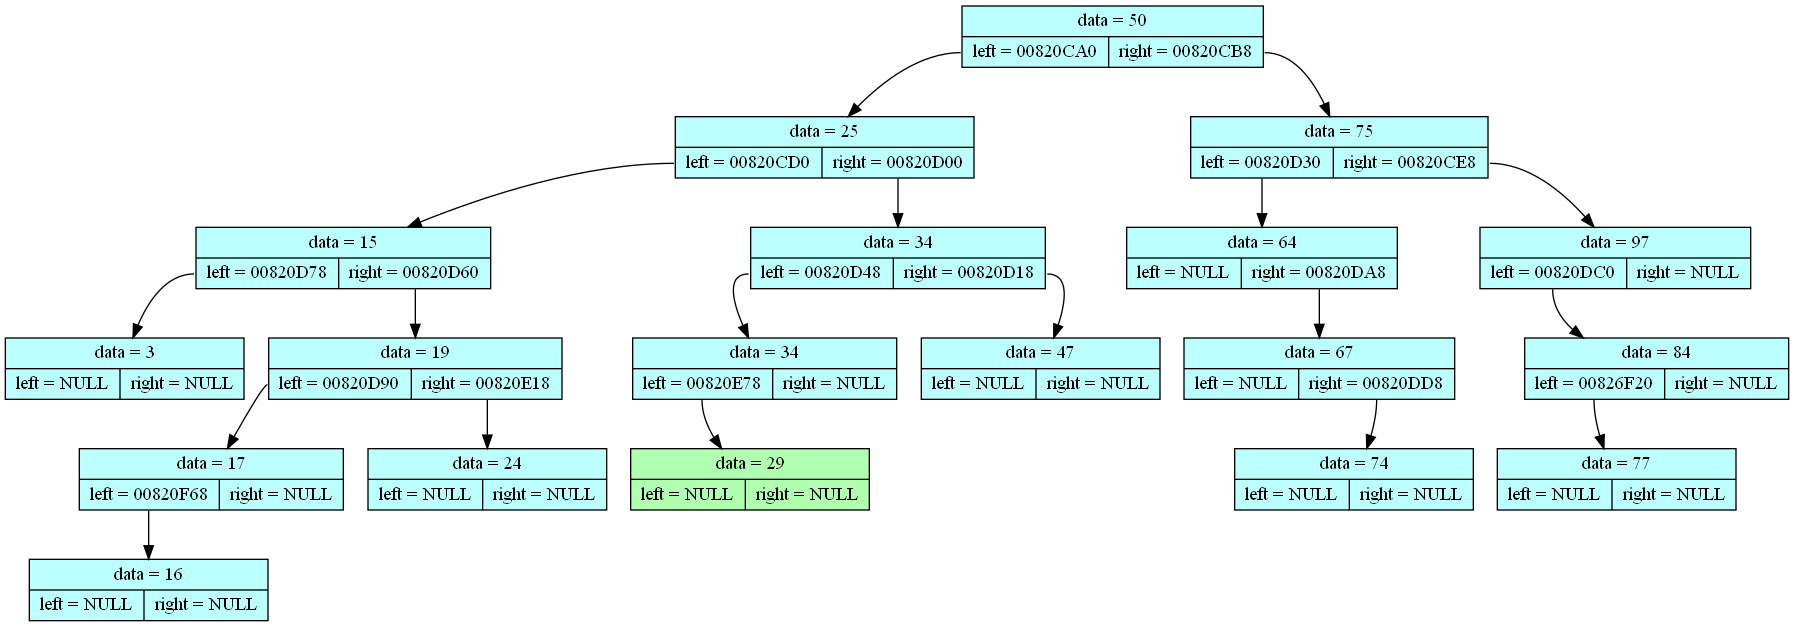 data = 50
left = 00820CA0 right = 00820CB8
data = 25
left = 00820CD0 right = 00820D00
data = 75
left = 00820D30 right = 00820CE8
data = 15
left = 00820D78 right = 00820D60
data = 34
left = 00820D48 right = 00820D18
data = 64
left = NULL right = 00820DA8
data = 97
left = 00820DC0 right = NULL
data = 3
left = NULL right = NULL
data = 19
left = 00820D90 right = 00820E18
data = 34
left = 00820E78 right = NULL
data = 47
left = NULL right = NULL
data = 67
left = NULL right = 00820DD8
data = 84
left = 00826F20 right = NULL
data = 17
left = 00820F68 right = NULL
data = 24
left = NULL right = NULL
data = 29
left = NULL right = NULL
data = 74
left = NULL right = NULL
data = 77
left = NULL right = NULL
data = 16
left = NULL right = NULL